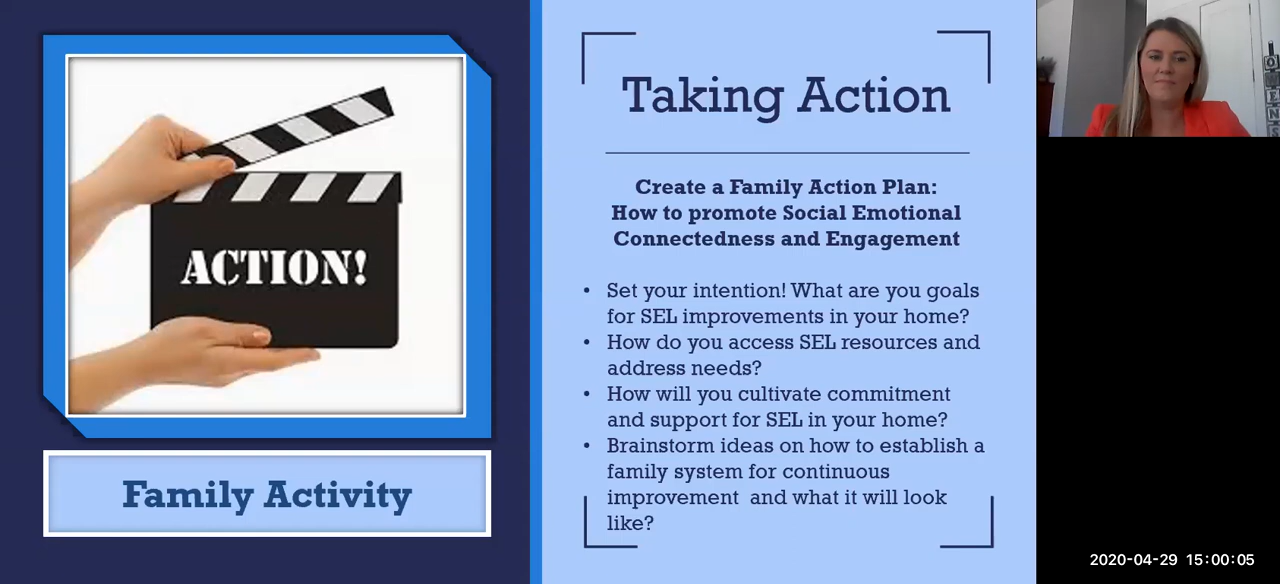 ACTION!
Family Activity
Taking Action
Create a Family Action Plan:
How to promote Social Emotional
Connectedness and Engagement
• Set your intention! What are you goals
for SEL improvements in your home?
• How do you access SEL resources and
address needs?
• How will you cultivate commitment
and support for SEL in your home?
• Brainstorm ideas on how to establish a
family system for continuous
improvement  and what it will look
like?
2020-04-29 15:00:05